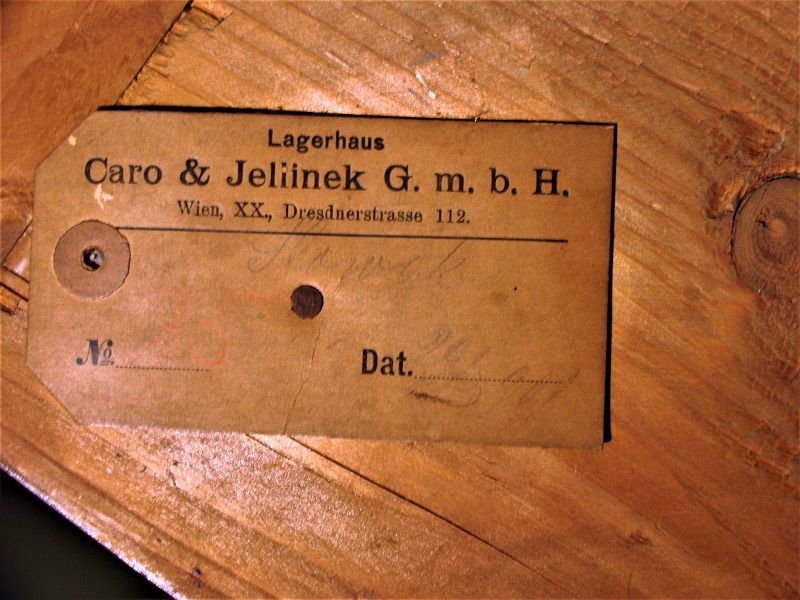 Lagerhaus
Caro & Jeliinek G. m. b. H.
Wien, XX., Dresdnerstrasse 112.
№
Dat.